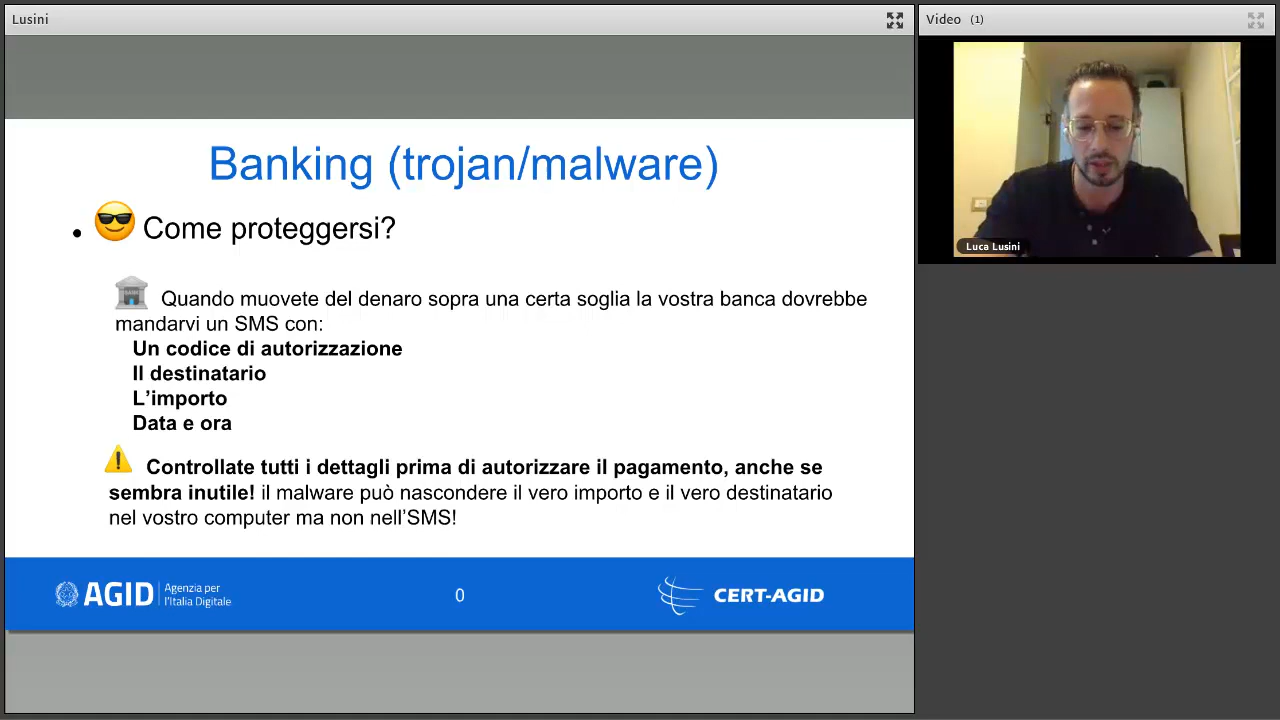 Lusini
Video (1)
Banking (trojan/malware)
• Come proteggersi?
Quando muovete del denaro sopra una certa soglia la vostra banca dovrebbe
mandarvi un SMS con:
Un codice di autorizzazione
Il destinatario
L’importo
Data e ora
Controllate tutti i dettagli prima di autorizzare il pagamento, anche se
sembra inutile! il malware può nascondere il vero importo e il vero destinatario
nel vostro computer ma non nell’SMS!
AGID
Agenzia per
l’Italia Digitale
0
CERT-AGID
Luca Lusini